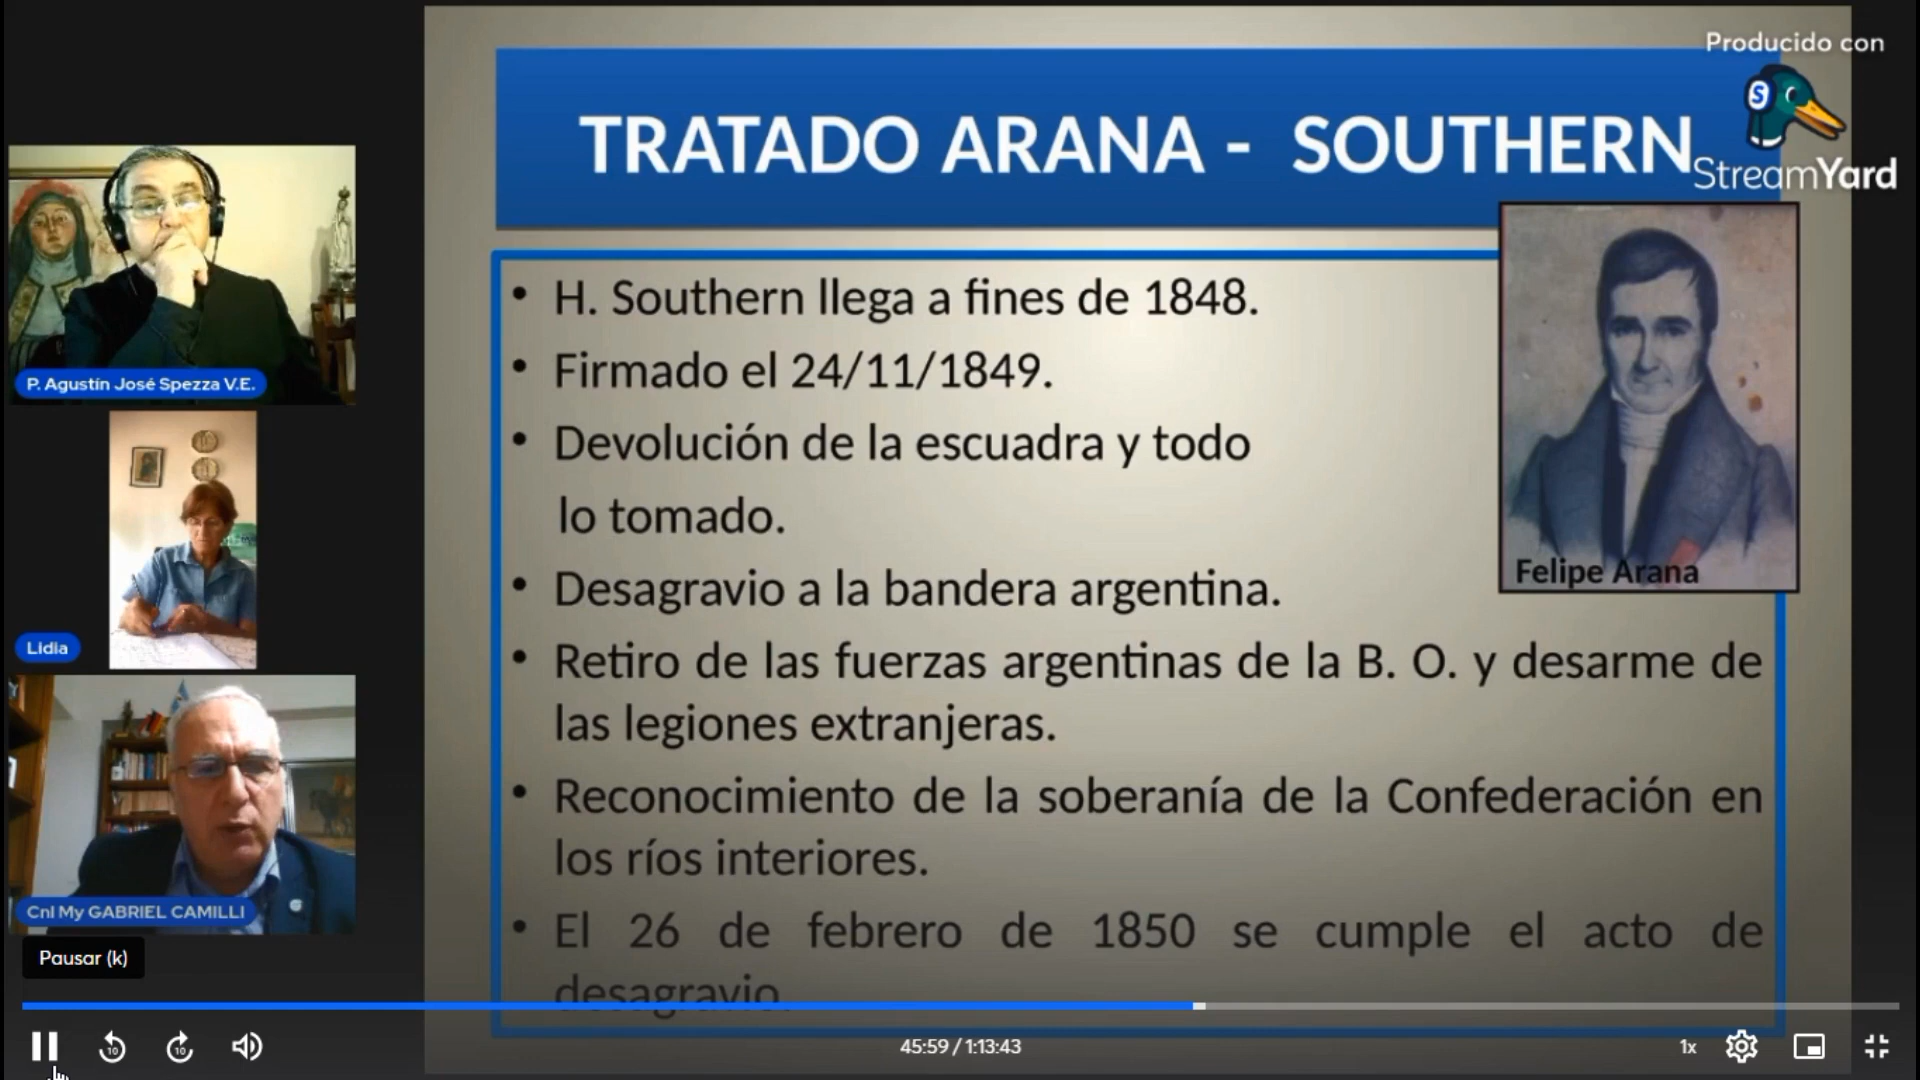 Producido con
StreamYard
TRATADO ARANA - SOUTHERN
• H. Southern llega a fines de 1848.
• Firmado el 24/11/1849.
• Devolución de la escuadra y todo
lo tomado.
• Desagravio a la bandera argentina.
• Retiro de las fuerzas argentinas de la B. O. y desarme de
las legiones extranjeras.
• Reconocimiento de la soberanía de la Confederación en
los ríos interiores.
• El 26 de febrero de 1850 se cumple el acto de
desagravio.
Felipe Arana
P. Agustín José Spezza V.E.
Lidia
Cnl My GABRIEL CAMILLI
Pausar (k)
10
10
45:59 / 1:13:43
1x